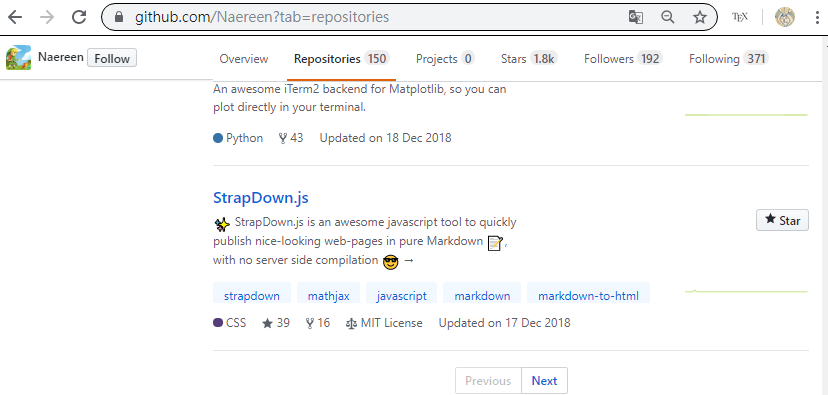 github.com/Naereen?tab=repositories
TEX
Naereen Follow
Overview Repositories 150 Projects 0 Stars 1.8k Followers 192 Following 371
An awesome iTerm2 backend for Matplotlib, so you can
plot directly in your terminal.
Python 43 Updated on 18 Dec 2018
StrapDown.js
Star
✨ StrapDown.js is an awesome javascript tool to quickly
publish nice-looking web-pages in pure Markdown 📝,
with no server side compilation 😎 →
strapdown mathjax javascript markdown markdown-to-html
CSS ★ 39 16 MIT License Updated on 17 Dec 2018
Previous Next